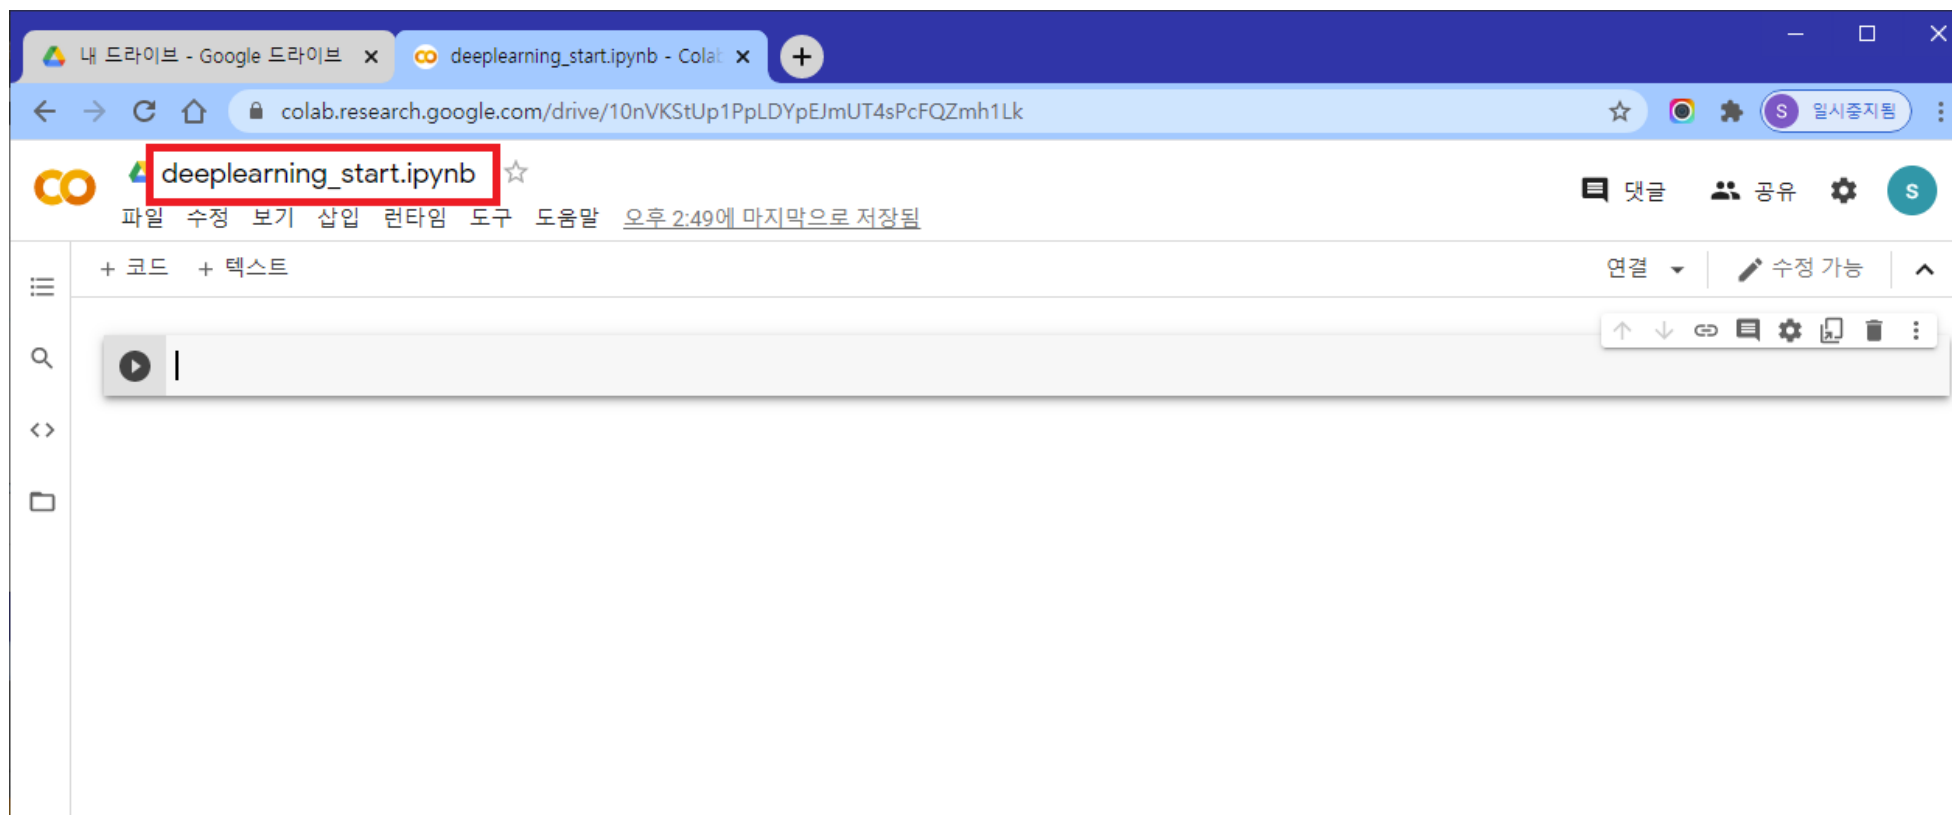 내 드라이브 - Google 드라이브
deeplearning_start.ipynb - Colab
colab.research.google.com/drive/10nVKStUp1PpLDYpEJmUT4sPcFQZmh1Lk
S 일시중지됨
deeplearning_start.ipynb
댓글 공유 S
파일 수정 보기 삽입 런타임 도구 도움말 오후 2:49에 마지막으로 저장됨
+ 코드 + 텍스트 연결 수정 가능